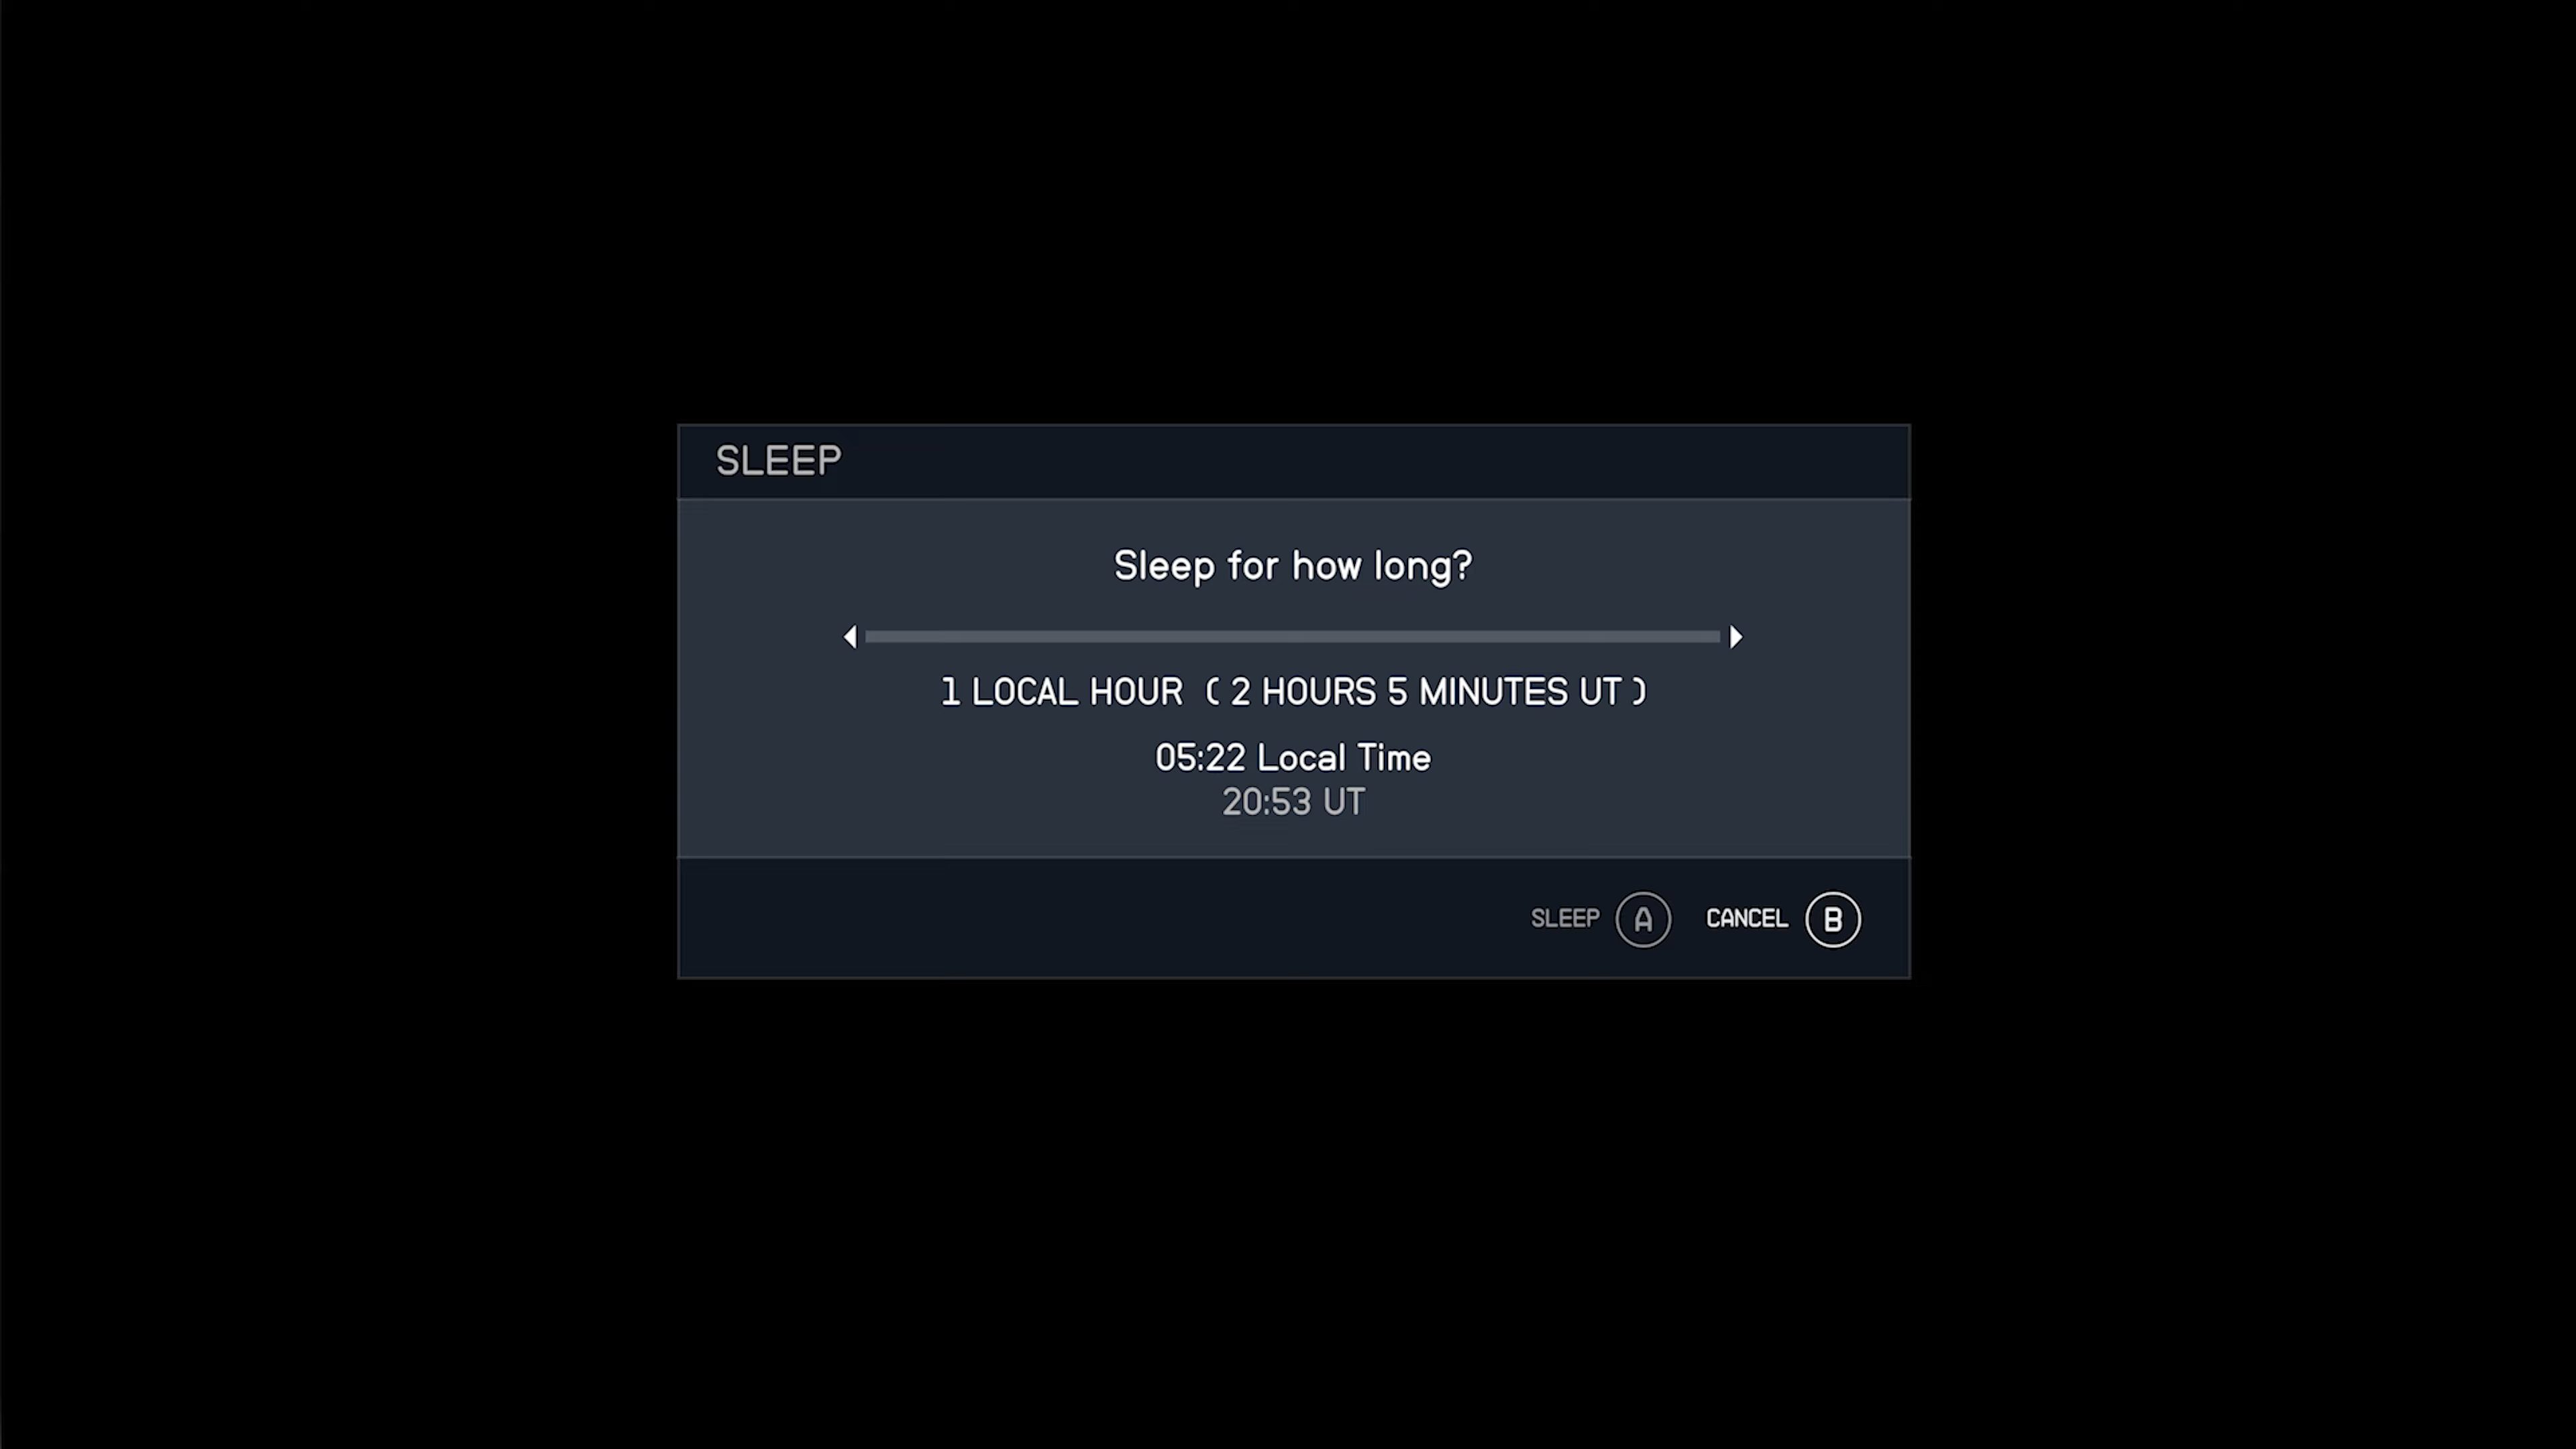 SLEEP
Sleep for how long?
1 LOCAL HOUR ( 2 HOURS 5 MINUTES UT )
05:22 Local Time
20:53 UT
SLEEP A CANCEL B